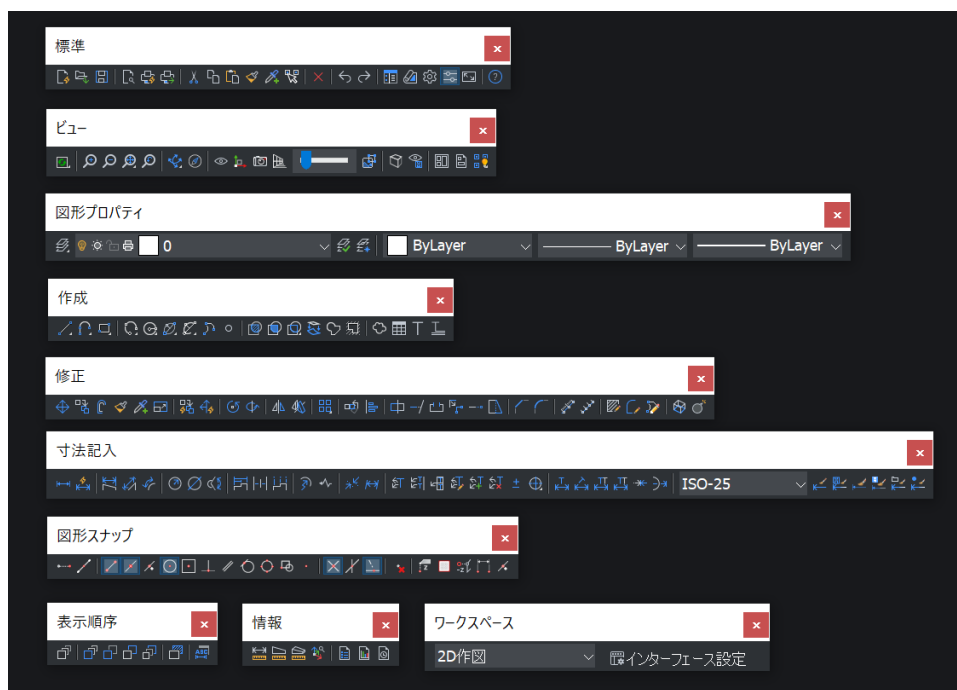 標準
ビュー
図形プロパティ
0 ByLayer ByLayer ByLayer
作成
修正
寸法記入
ISO-25
図形スナップ
表示順序 情報 ワークスペース
2D作図 インターフェース設定